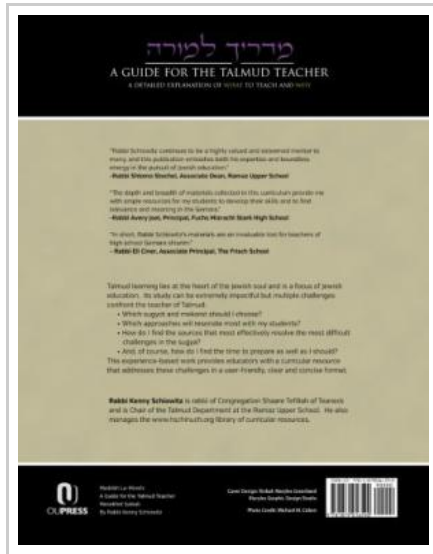 מדריך למורה
A GUIDE FOR THE TALMUD TEACHER
A DETAILED EXPLANATION OF WHAT TO TEACH AND WHY
"Rabbi Schiowitz continues to be a highly valued and esteemed mentor to
many, and this publication embodies both his expertise and boundless
energy in the pursuit of Jewish education."
-Rabbi Shlomo Stochel, Associate Dean, Ramaz Upper School
"The depth and breadth of materials collected in this curriculum provide me
with ample resources for my students to develop their skills and to find
relevance and meaning in the Gemara."
-Rabbi Avery Joel, Principal, Fuchs Mizrachi Stark High School
"In short, Rabbi Schiowitz's materials are an invaluable tool for teachers of
high school Gemara shiurim."
- Rabbi Eli Ciner, Associate Principal, The Frisch School
Talmud learning lies at the heart of the Jewish soul and is a focus of Jewish
education. Its study can be extremely impactful but multiple challenges
confront the teacher of Talmud:
• Which sugyot and mekorot should I choose?
• Which approaches will resonate most with my students?
• How do I find the sources that most effectively resolve the most difficult
challenges in the sugya?
• And, of course, how do I find the time to prepare as well as I should?
This experience-based work provides educators with a curricular resource
that addresses these challenges in a user-friendly, clear and concise format.
Rabbi Kenny Schiowitz is rabbi of Congregation Shaare Tefillah of Teaneck
and is Chair of the Talmud Department at the Ramaz Upper School. He also
manages the www.hschinuch.org library of curricular resources.
OU PRESS
Madrikh La-Moreh:
A Guide for the Talmud Teacher
By Rabbi Kenny Schiowitz
Cover Design: Rivkah
Graphic Design Studio
Photo Credit: Michael M. Cohen